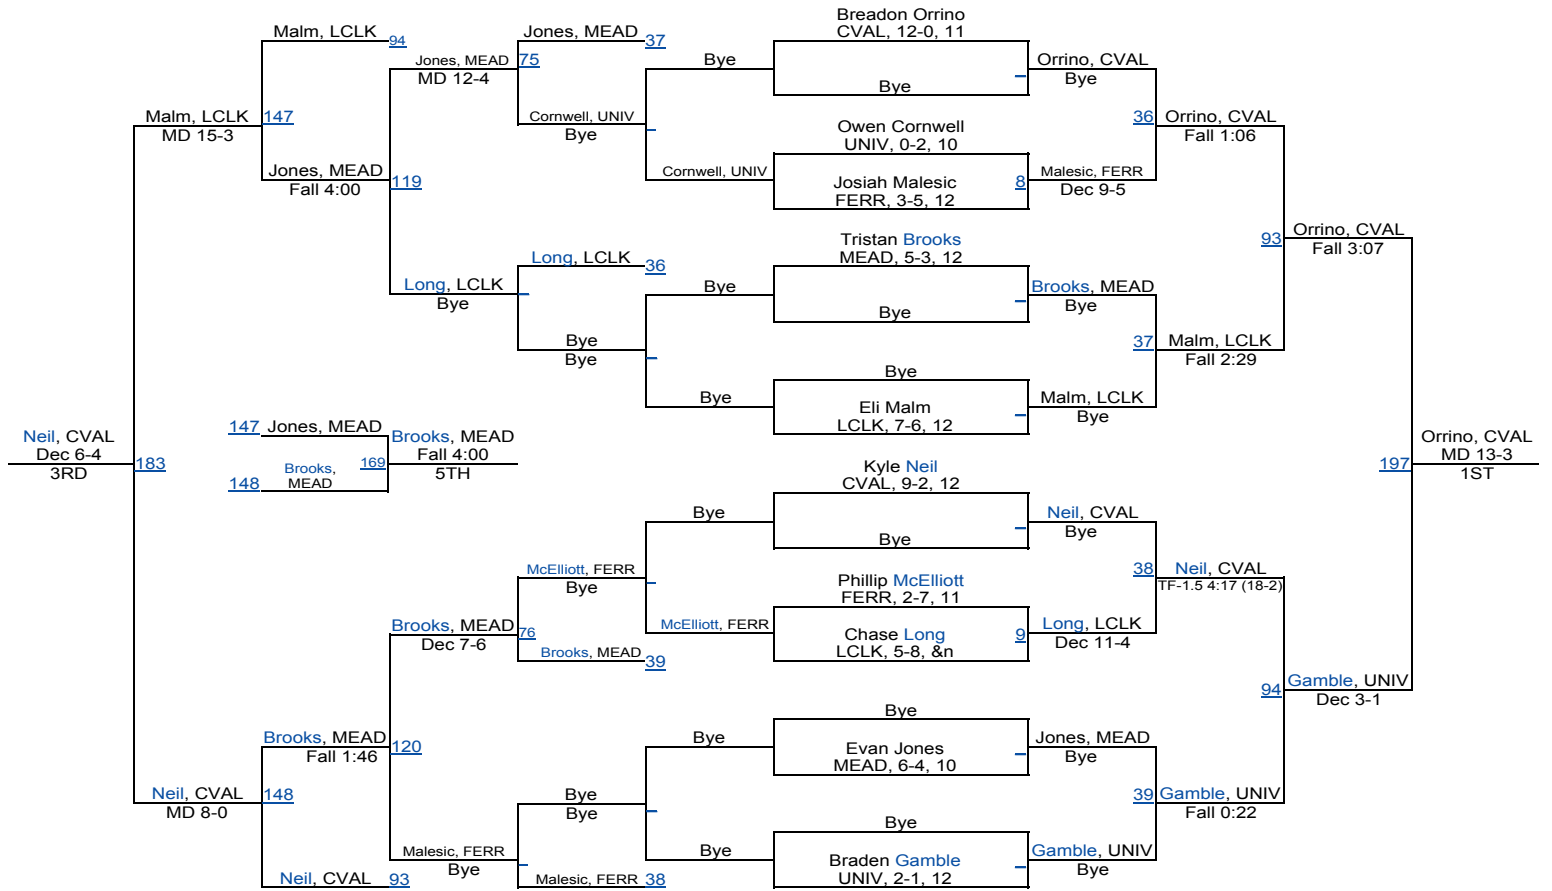 Breadon Orrino
Malm, LCLK
94
Jones, MEAD
37
CVAL, 12-0, 11
Jones, MEAD
75
Bye
Orrino, CVAL
MD 12-4
Bye
Bye
Malm, LCLK
147
Cornwell, UNIV
Owen Cornwell
36
Orrino, CVAL
MD 15-3
Bye
UNIV, 0-2, 10
Fall 1:06
Jones, MEAD
119
Cornwell, UNIV
Josiah Malesic
8
Malesic, FERR
Fall 4:00
FERR, 3-5, 12
Dec 9-5
Tristan Brooks
93
Orrino, CVAL
Long, LCLK
36
MEAD, 5-3, 12
Fall 3:07
Long, LCLK
Bye
Brooks, MEAD
Bye
Bye
Bye
Bye
37
Malm, LCLK
Bye
Fall 2:29
Bye
Bye
Eli Malm
Malm, LCLK
LCLK, 7-6, 12
Bye
147
Jones, MEAD
Neil, CVAL
Brooks, MEAD
Orrino, CVAL
Dec 6-4
Fall 4:00
MD 13-3
3RD
183
Brooks,
169
5TH
Kyle Neil
197
1ST
148
MEAD
CVAL, 9-2, 12
Bye
Neil, CVAL
Bye
Bye
McElliott, FERR
Phillip McElliott
38
Neil, CVAL
Bye
FERR, 2-7, 11
TF-1.5 4:17 (18-2)
Brooks, MEAD
76
McElliott, FERR
Chase Long
9
Long, LCLK
Dec 7-6
Brooks, MEAD
39
LCLK, 5-8, &n
Dec 11-4
94
Gamble, UNIV
Dec 3-1
Bye
Brooks, MEAD
120
Bye
Evan Jones
Jones, MEAD
Fall 1:46
MEAD, 6-4, 10
Bye
Neil, CVAL
148
Bye
39
Gamble, UNIV
MD 8-0
Bye
Fall 0:22
Bye
Malesic, FERR
Bye
Braden Gamble
Gamble, UNIV
Bye
UNIV, 2-1, 12
Bye
Neil, CVAL
93
Malesic, FERR
38